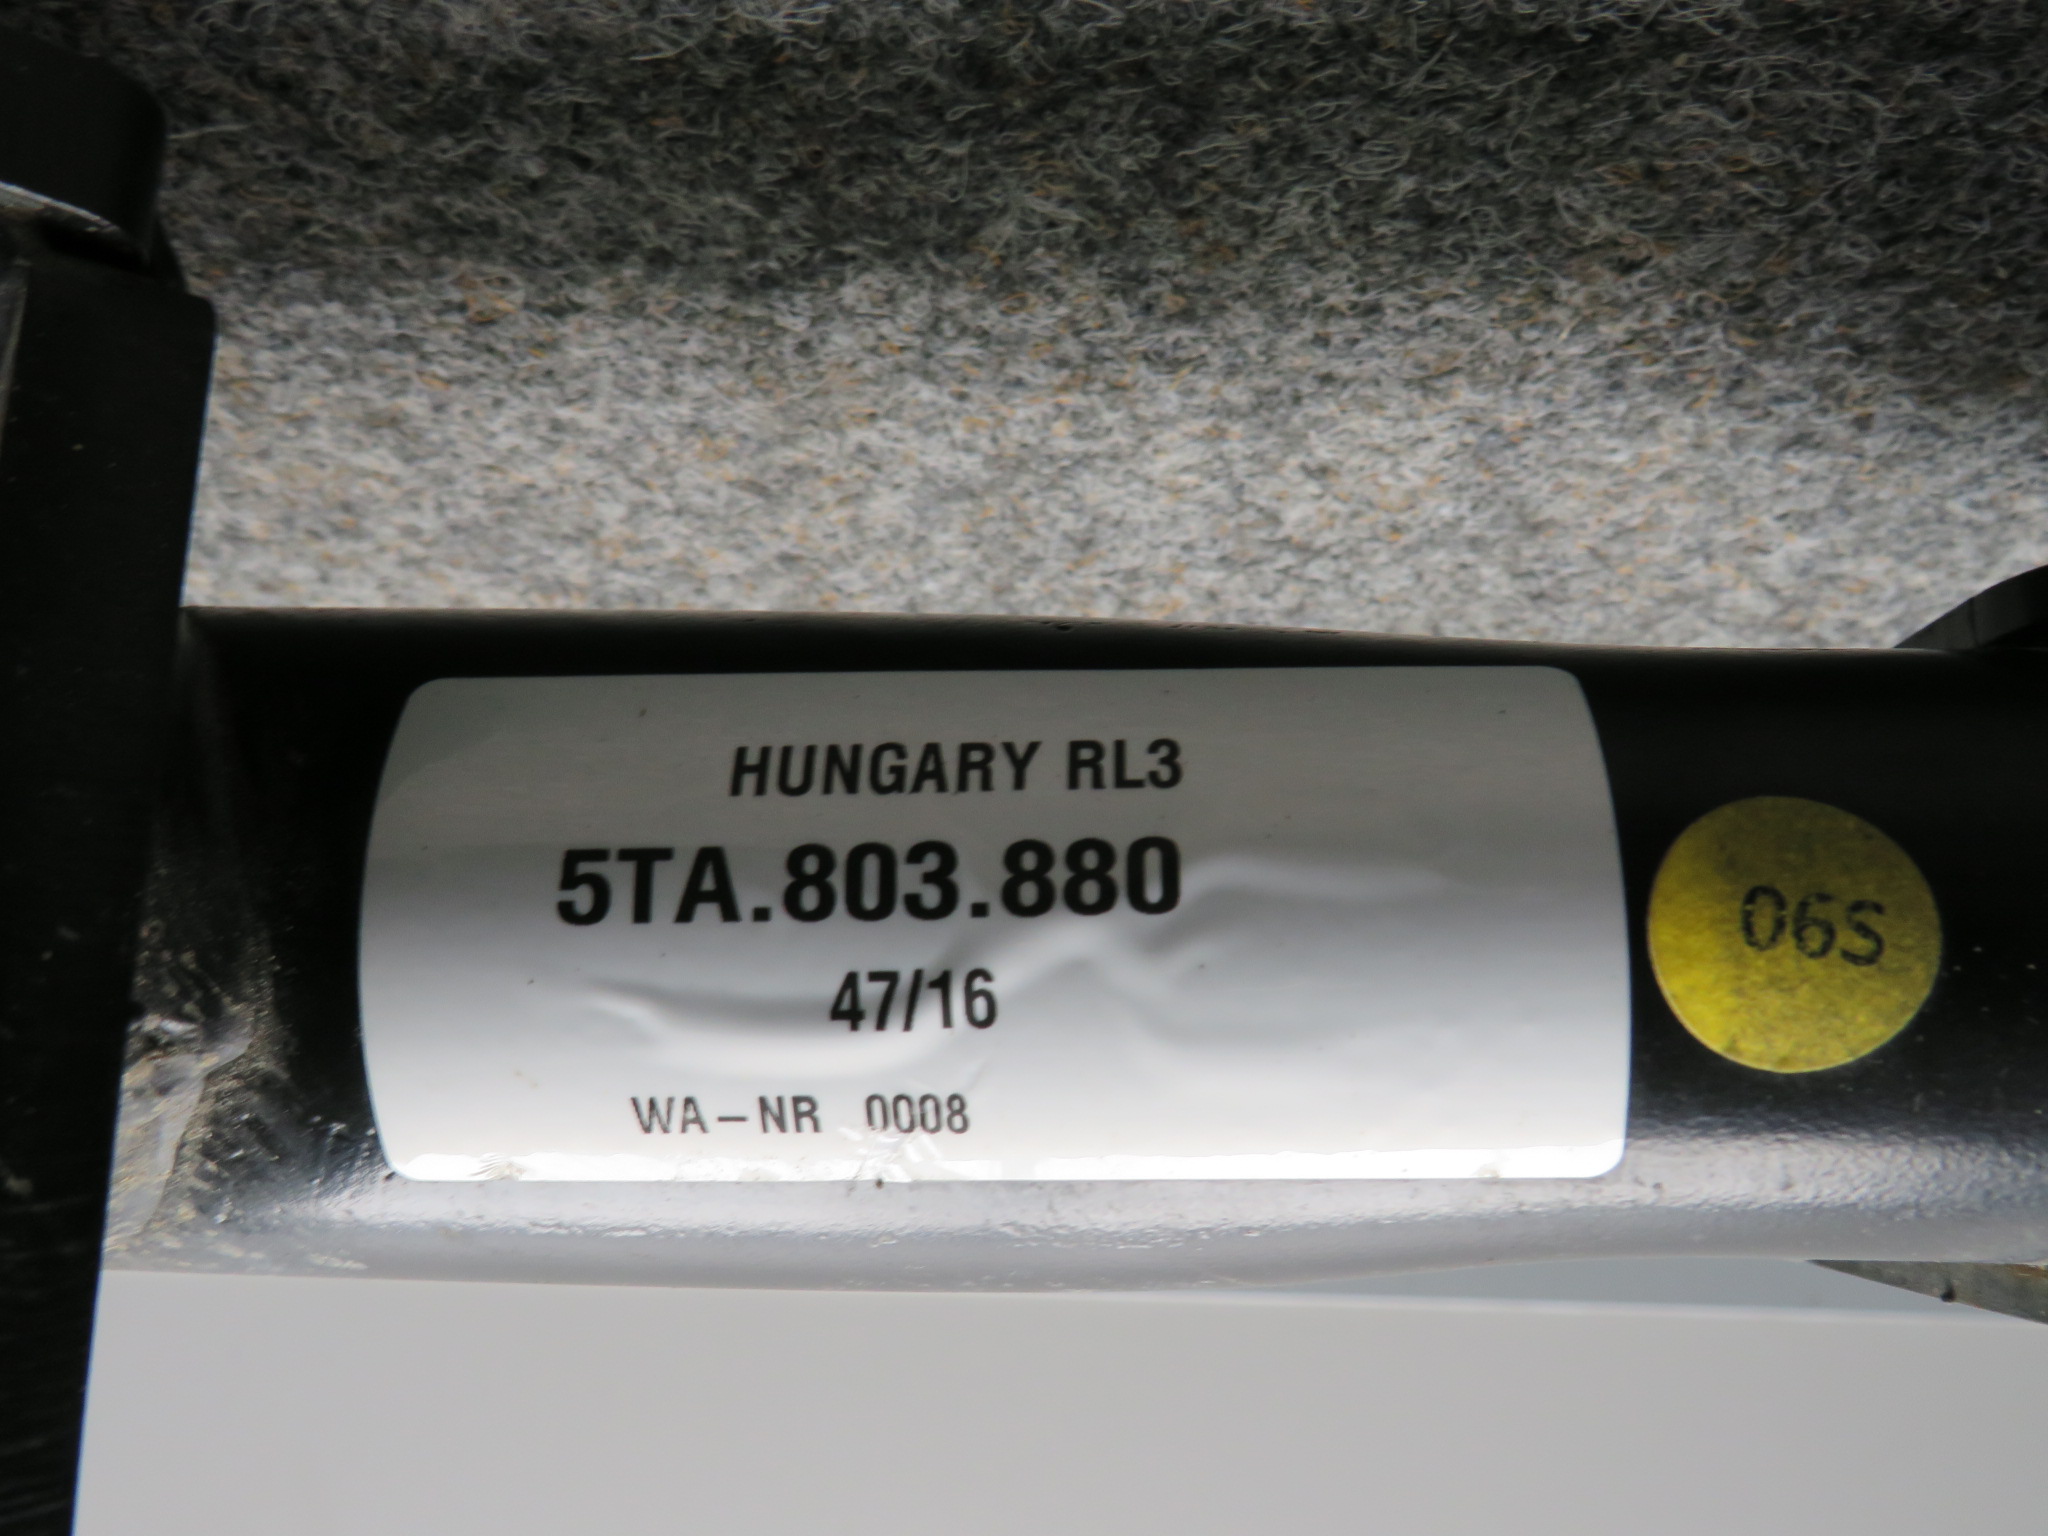 HUNGARY RL3
5TA.803.880
47/16
WA-NR 0008
06S